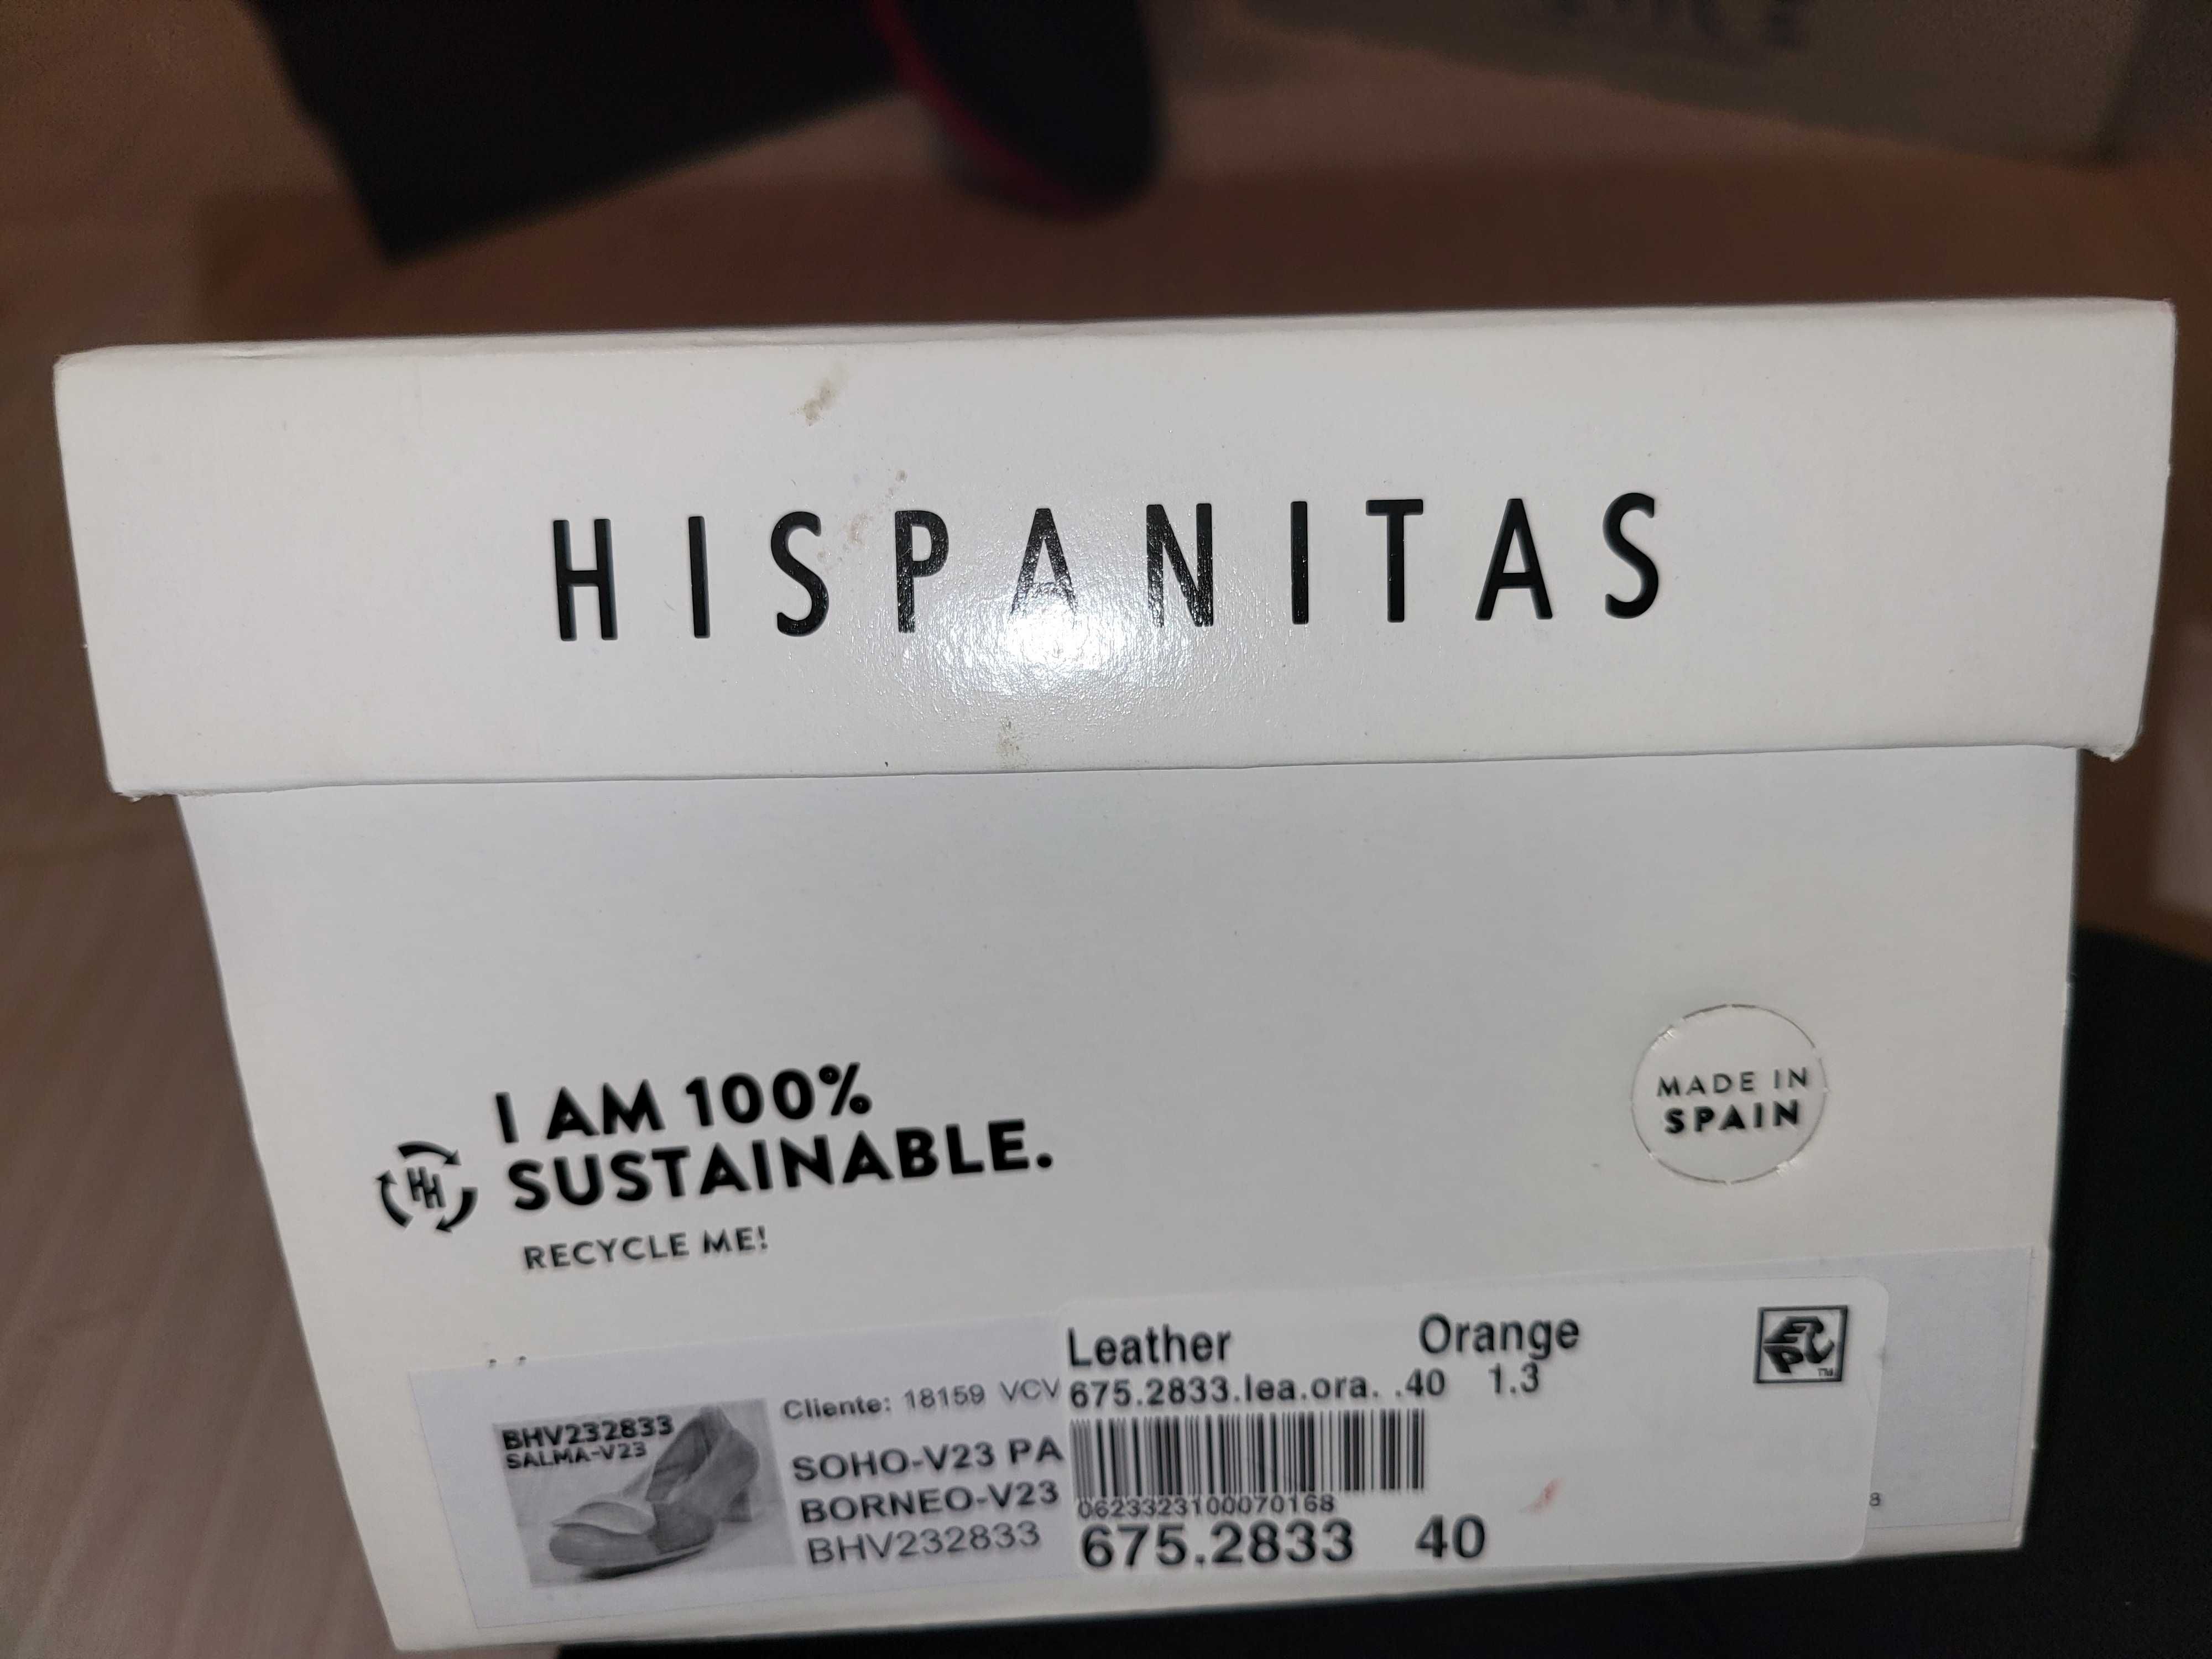 HISPANITAS
I AM 100%
SUSTAINABLE.
RECYCLE ME!
MADE IN
SPAIN
BHV232833
SALMA-V23
Cliente: 18159 VCV
SOHO-V23 PA
BORNEO-V23
BHV232833
Leather Orange
675.2833.lea.ora. .40 1.3
0623323100070168
675.2833 40
8